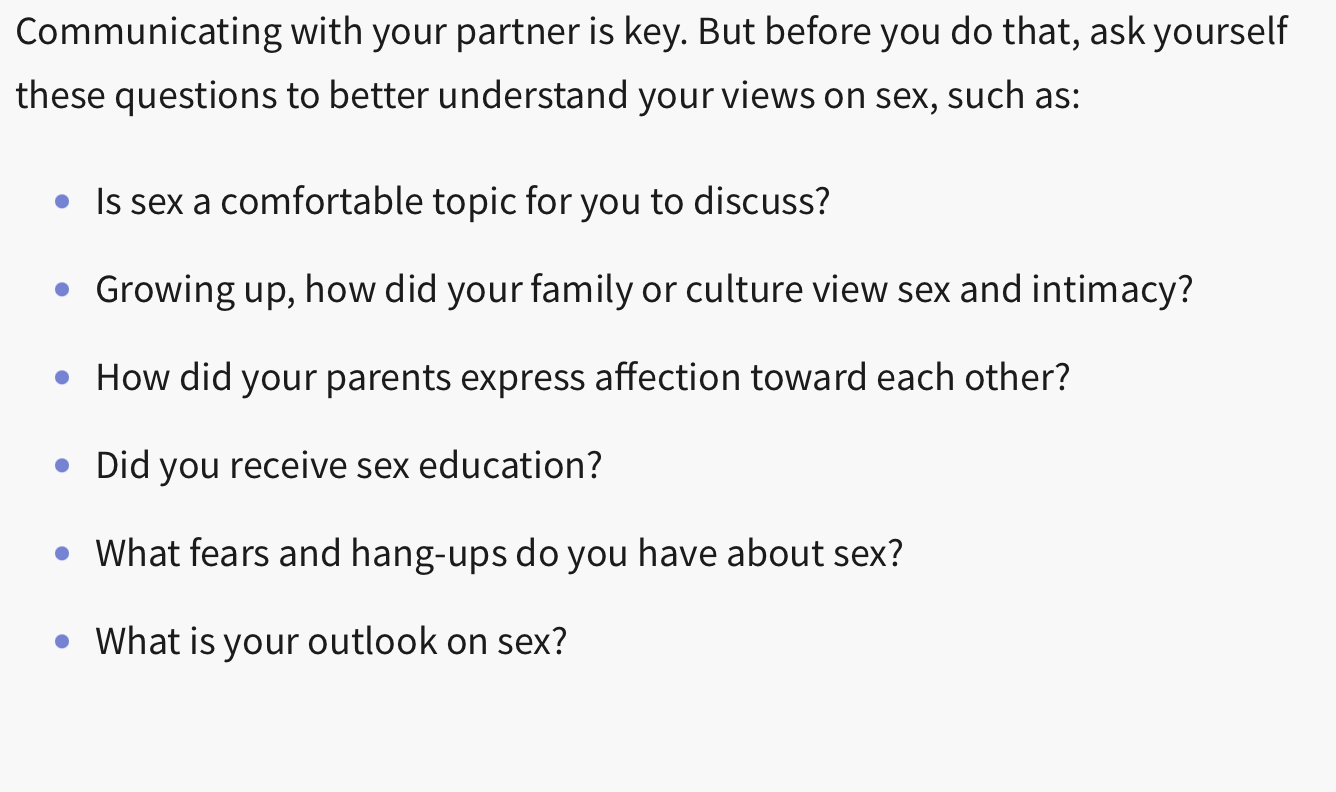 Communicating with your partner is key. But before you do that, ask yourself
these questions to better understand your views on sex, such as:
• Is sex a comfortable topic for you to discuss?
• Growing up, how did your family or culture view sex and intimacy?
• How did your parents express affection toward each other?
• Did you receive sex education?
• What fears and hang-ups do you have about sex?
• What is your outlook on sex?